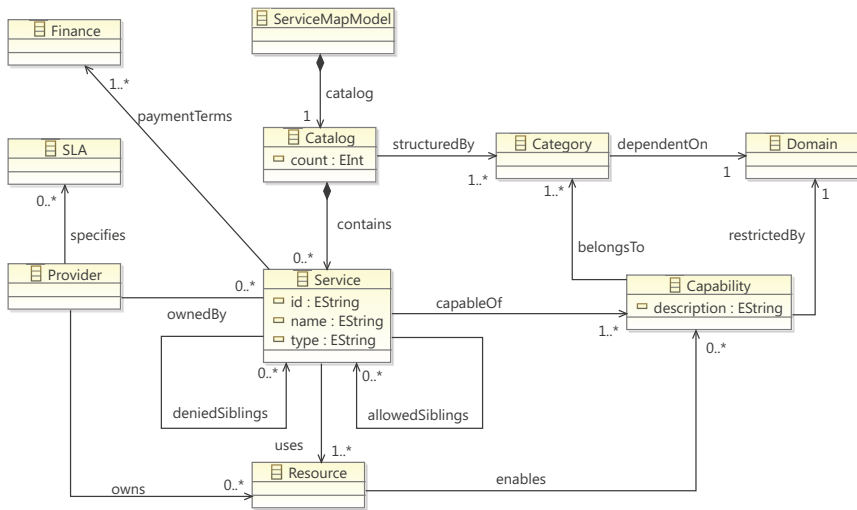 Finance
ServiceMapModel
1..*
paymentTerms
catalog
1
SLA
Catalog
count : EInt
structuredBy
1..*
Category
dependentOn
1
Domain
0..*
specifies
contains
0..*
1..*
belongsTo
1
restrictedBy
Provider
0..*
ownedBy
Service
id : EString
name : EString
type : EString
capableOf
1..*
Capability
description : EString
0..*
0..*
0..*
deniedSiblings
allowedSiblings
uses
1..*
Resource
owns
0..*
enables